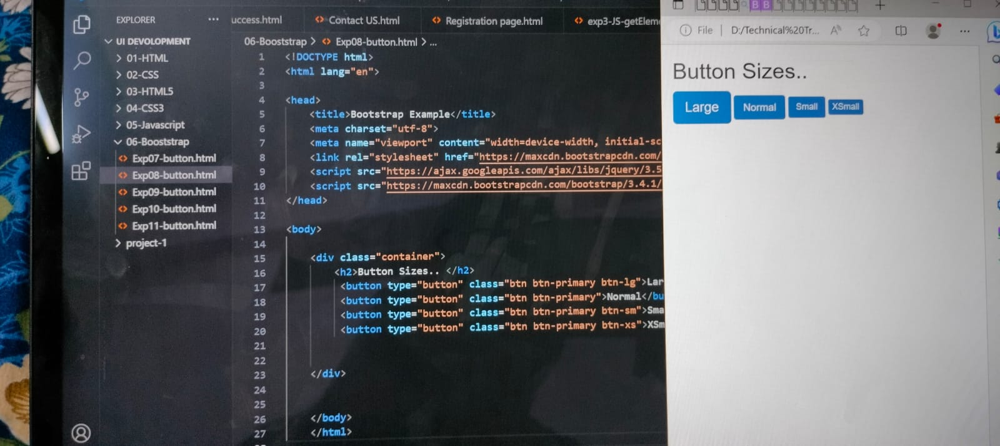 EXPLORER
UI DEVOLOPMENT
01-HTML
02-CSS
03-HTML5
04-CSS3
05-Javascript
06-Booststrap
Exp07-button.html
Exp08-button.html
Exp09-button.html
Exp10-button.html
Exp11-button.html
project-1
uccess.html
Contact US.html
Registration page.html
exp3-JS-getEleme
06-Booststrap > Exp08-button.html > ...
1 <!DOCTYPE html>
2 <html lang="en">
3
4 <head>
5 <title>Bootstrap Example</title>
6 <meta charset="utf-8">
7 <meta name="viewport" content="width=device-width, initial-sc
8 <link rel="stylesheet" href="https://maxcdn.bootstrapcdn.com/
9 <script src="https://ajax.googleapis.com/ajax/libs/jquery/3.5
10 <script src="https://maxcdn.bootstrapcdn.com/bootstrap/3.4.1/
11 </head>
12
13 <body>
14
15 <div class="container">
16 <h2>Button Sizes.. </h2>
17 <button type="button" class="btn btn-primary btn-lg">Lar
18 <button type="button" class="btn btn-primary">Normal</bu
19 <button type="button" class="btn btn-primary btn-sm">Sma
20 <button type="button" class="btn btn-primary btn-xs">XSm
21
22
23 </div>
24
25
26 </body>
27 </html>
B B
File | D:/Technical%20Tr...
Button Sizes..
Large Normal Small XSmall